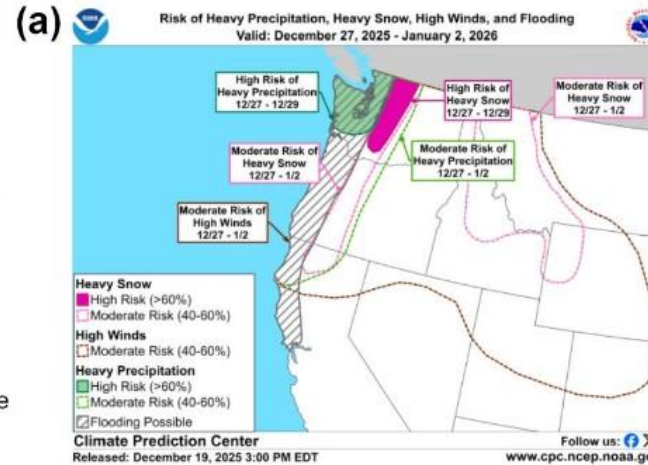 (a)
Risk of Heavy Precipitation, Heavy Snow, High Winds, and Flooding
Valid: December 27, 2025 - January 2, 2026
High Risk of
Heavy Precipitation
12/27 - 12/29
High Risk of
Heavy Snow
12/27 - 12/29
Moderate Risk of
Heavy Snow
12/27 - 1/2
Moderate Risk of
Heavy Snow
12/27 - 1/2
Moderate Risk of
Heavy Precipitation
12/27 - 1/2
Moderate Risk of
High Winds
12/27 - 1/2
Heavy Snow
High Risk (>60%)
Moderate Risk (40-60%)
High Winds
Moderate Risk (40-60%)
Heavy Precipitation
High Risk (>60%)
Moderate Risk (40-60%)
Flooding Possible
e
Climate Prediction Center
Released: December 19, 2025 3:00 PM EDT
Follow us:
www.cpc.ncep.noaa.go